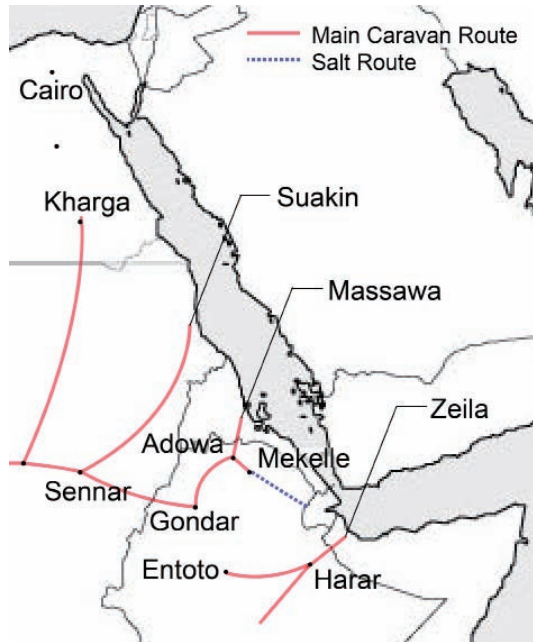 Main Caravan Route
Salt Route
Cairo
Kharga
Suakin
Massawa
Zeila
Adowa
Mekelle
Sennar
Gondar
Entoto
Harar